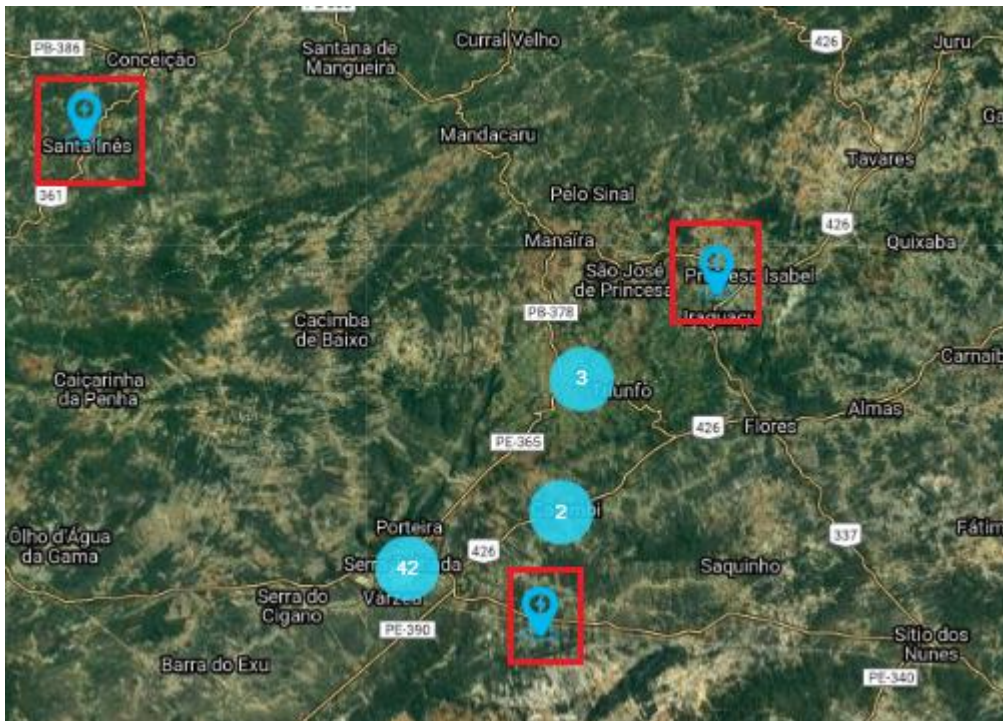 426
Juru
PB-386
Conceição
Santana de
Mangueira
Curral Velho
Santa Inês
Mandacaru
Tavares
361
Pelo Sinal
426
Manaíra
Quixaba
São José
de Princesa
Princesa Isabel
PB-378
Cacimba
de Baixo
Carnaíb
Caiçarinha
da Penha
3
Almas
426
Flores
PE-365
2
Ôlho d'Água
da Gama
Porteira
337
Fátim
42
426
Saquinho
Serra do
Cigano
PE-390
Sítio dos
Nunes
Barra do Exu
PE-340